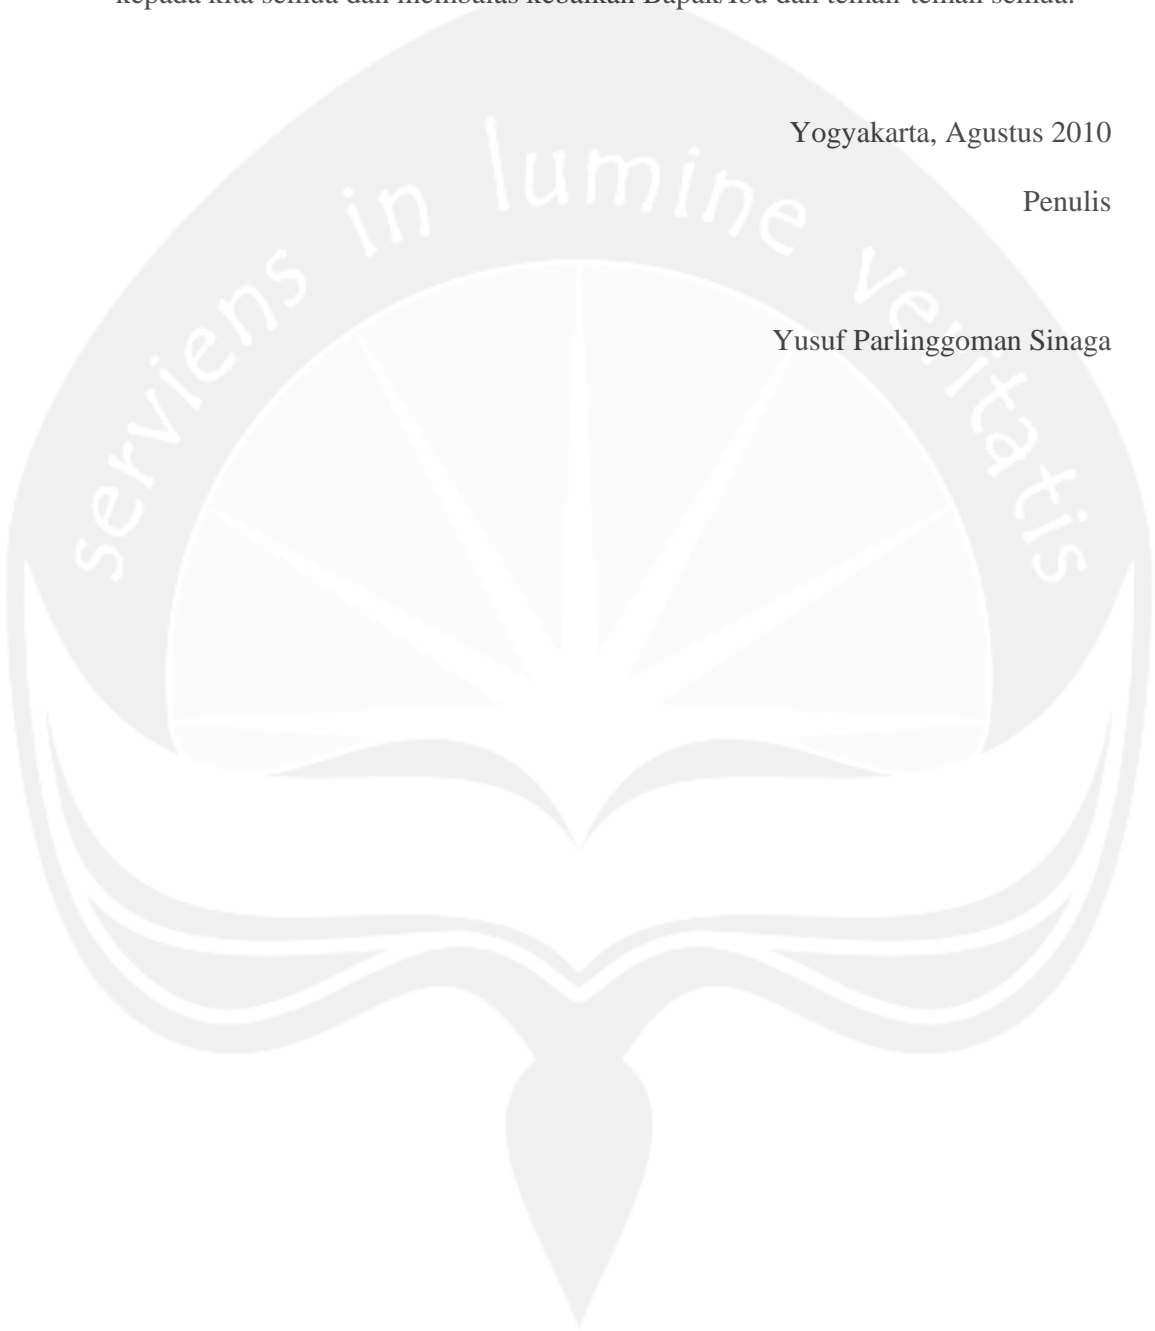 kepada kita semua dan membalas kebaikan Bapak/Ibu dan teman-teman semua.
Yogyakarta, Agustus 2010
Penulis
Yusuf Parlinggoman Sinaga
serviens in lumine veritatis